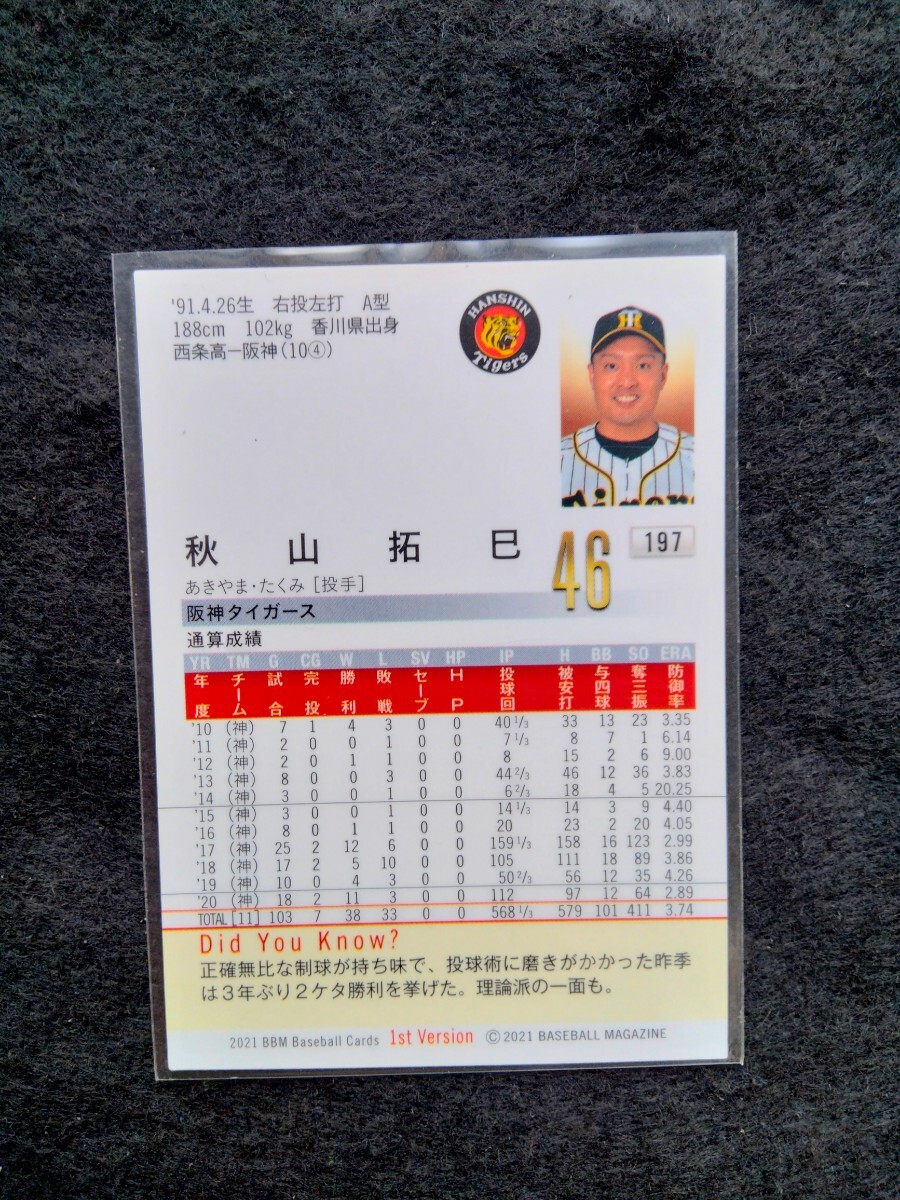 '91.4.26生 右投左打 A型
188cm 102kg 香川県出身
西条高ー阪神(10④)
HANSHIN
Tigers
秋山拓巳
46
197
あきやま・たくみ[投手]
阪神タイガース
通算成績
YR TM G CG W L SV HP IP H BB SO ERA
年度 チーム 試合 完投 勝利 敗戦 セーブ HP 投球回 被安打 与四球 奪三振 防御率
'10 (神) 7 1 4 3 0 0 40 1/3 33 13 23 3.35
'11 (神) 2 0 0 1 0 0 7 1/3 8 7 1 6.14
'12 (神) 2 0 1 1 0 0 8 15 2 6 9.00
'13 (神) 8 0 0 3 0 0 44 2/3 46 12 36 3.83
'14 (神) 3 0 0 1 0 0 6 2/3 18 4 5 20.25
'15 (神) 3 0 0 1 0 0 14 1/3 14 3 9 4.40
'16 (神) 8 0 1 1 0 0 20 23 2 20 4.05
'17 (神) 25 2 12 6 0 0 159 1/3 158 16 123 2.99
'18 (神) 17 2 5 10 0 0 105 111 18 89 3.86
'19 (神) 10 0 4 3 0 0 50 2/3 56 12 35 4.26
'20 (神) 18 2 11 3 0 0 112 97 12 64 2.89
TOTAL [11] 103 7 38 33 0 0 568 1/3 579 101 411 3.74
Did You Know?
正確無比な制球が持ち味で、投球術に磨きがかかった昨季
は3年ぶり2ケタ勝利を挙げた。理論派の一面も。
2021 BBM Baseball Cards 1st Version ©2021 BASEBALL MAGAZINE